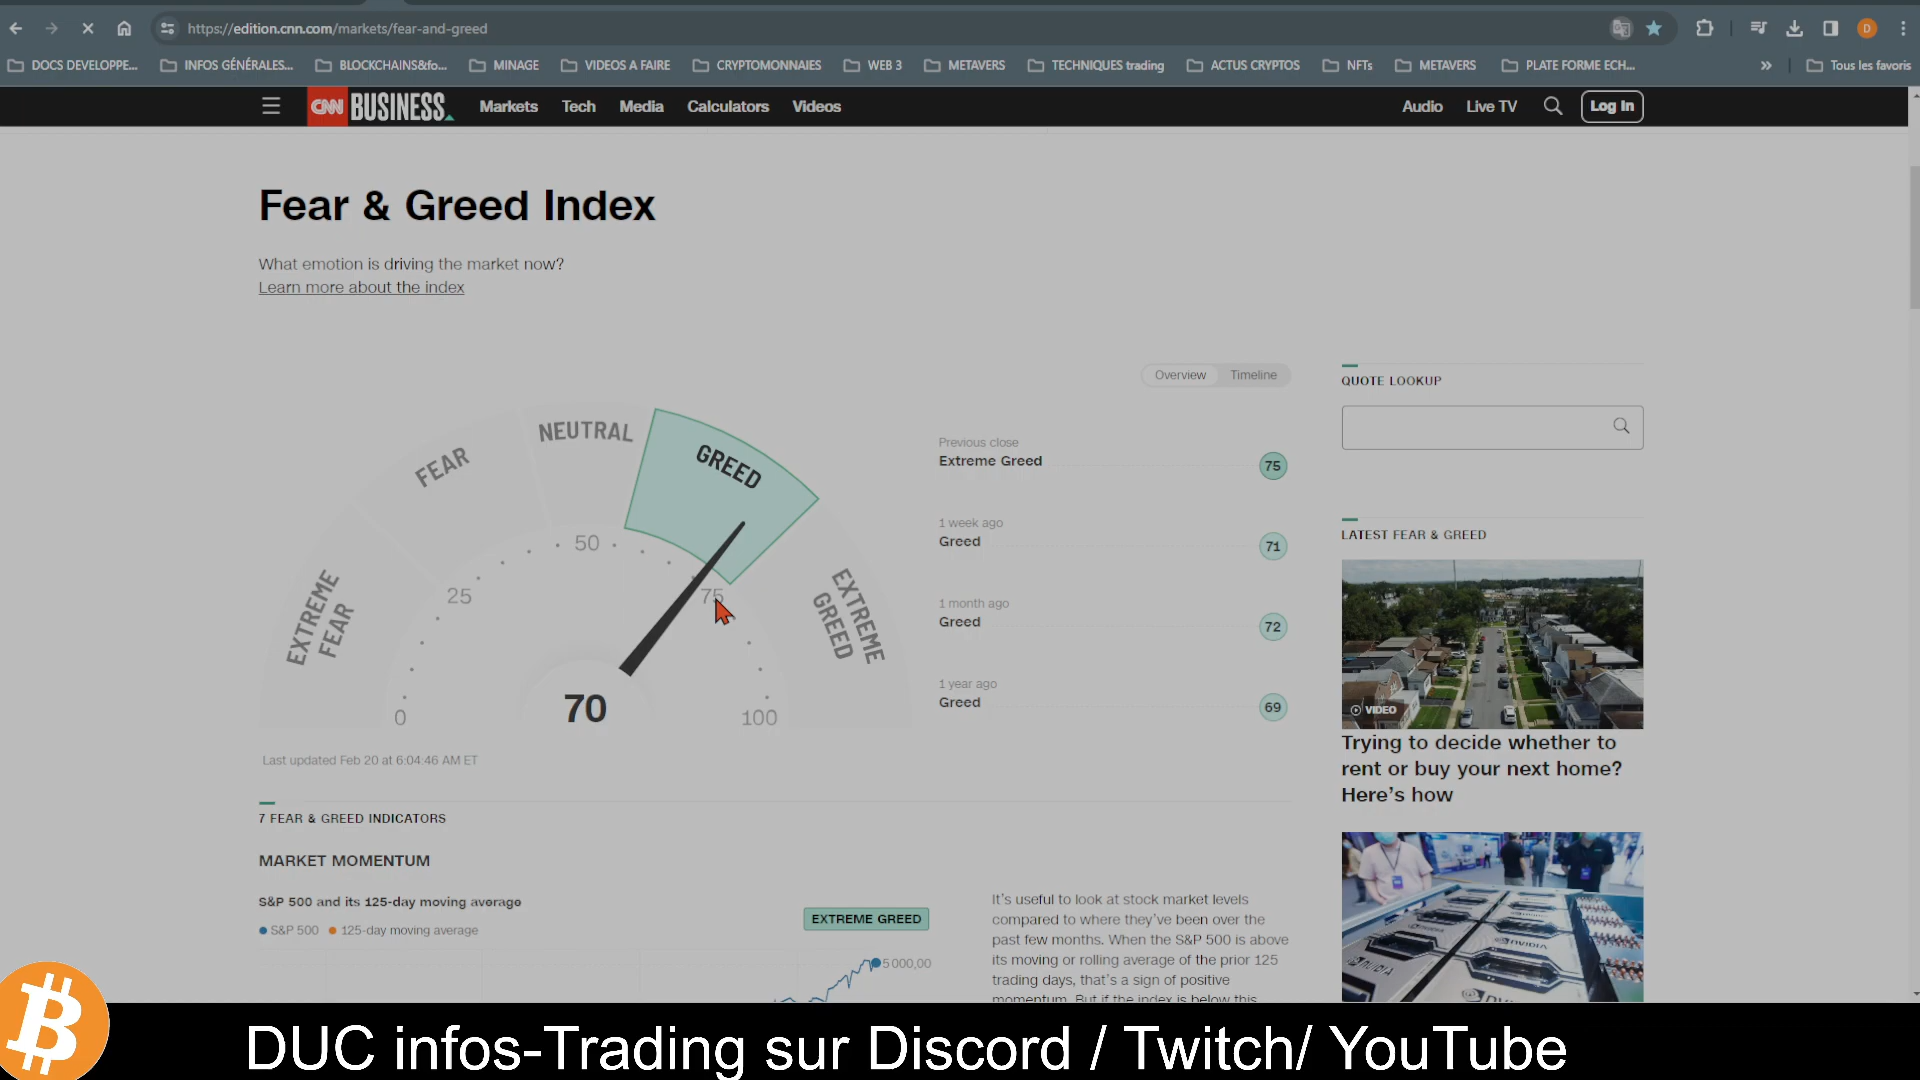 https://edition.cnn.com/markets/fear-and-greed
D
DOCS DEVELOPPE...
INFOS GÉNÉRALES...
BLOCKCHAINS&fo...
MINAGE
VIDEOS A FAIRE
CRYPTOMONNAIES
WEB 3
METAVERS
TECHNIQUES trading
ACTUS CRYPTOS
NFTs
METAVERS
PLATE FORME ECH...
»
Tous les favoris
CNN BUSINESS
Markets
Tech
Media
Calculators
Videos
Audio
Live TV
Log In
Fear & Greed Index
What emotion is driving the market now?
Learn more about the index
Overview
Timeline
EXTREME FEAR
FEAR
NEUTRAL
GREED
EXTREME GREED
0
25
50
75
100
70
Last updated Feb 20 at 6:04:46 AM ET
Previous close
Extreme Greed
75
1 week ago
Greed
71
1 month ago
Greed
72
1 year ago
Greed
69
QUOTE LOOKUP
LATEST FEAR & GREED
VIDEO
Trying to decide whether to
rent or buy your next home?
Here's how
NVIDIA
NVIDIA
7 FEAR & GREED INDICATORS
MARKET MOMENTUM
S&P 500 and its 125-day moving average
S&P 500
125-day moving average
EXTREME GREED
5 000,00
It's useful to look at stock market levels
compared to where they've been over the
past few months. When the S&P 500 is above
its moving or rolling average of the prior 125
trading days, that's a sign of positive
momentum. But if the index is below this
DUC infos-Trading sur Discord / Twitch/ YouTube